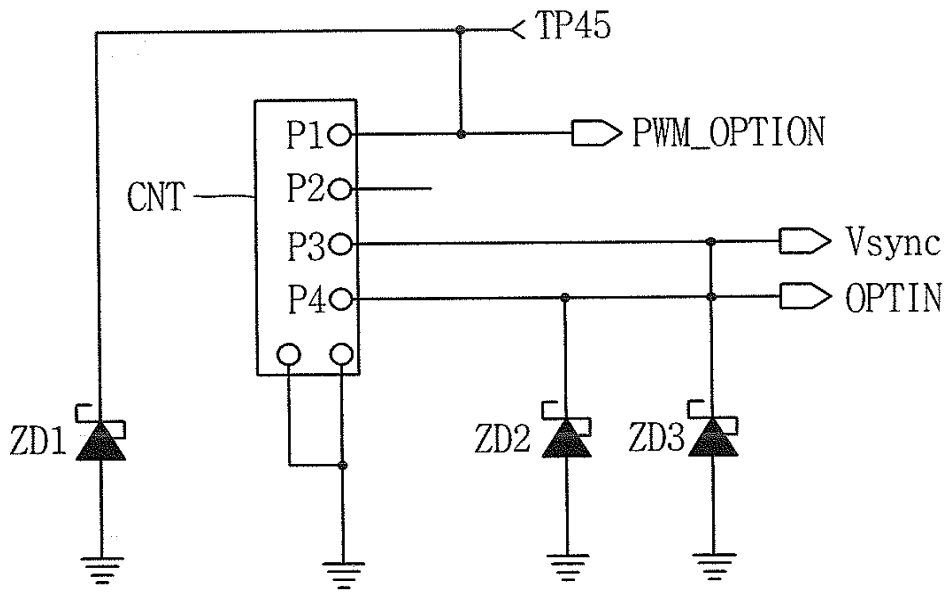 TP45
P1
PWM_OPTION
CNT
P2
P3
Vsync
P4
OPTIN
ZD1
ZD2
ZD3